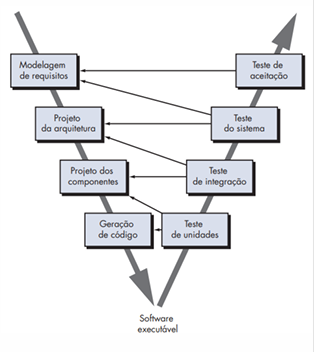 Modelagem
de requisitos
Teste de
aceitação
Projeto
da arquitetura
Teste
do sistema
Projeto dos
componentes
Teste
de integração
Geração
de código
Teste
de unidades
Software
executável